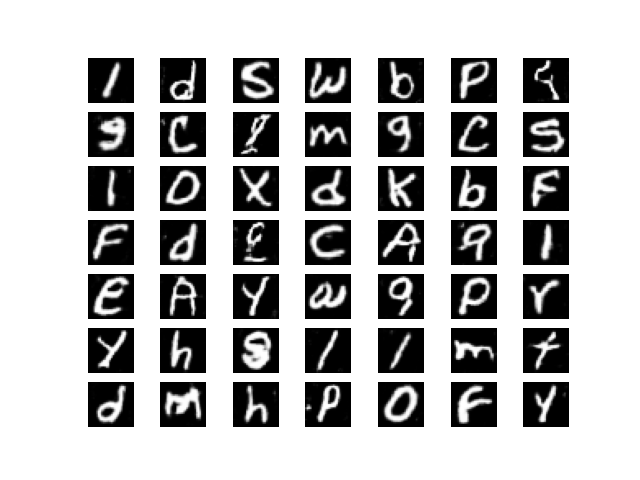 l d S W b P
9 C m 9 C S
l O X d K b F
F d C A 9 l
E A Y a 9 P r
Y h l l m t
d M h P O F Y